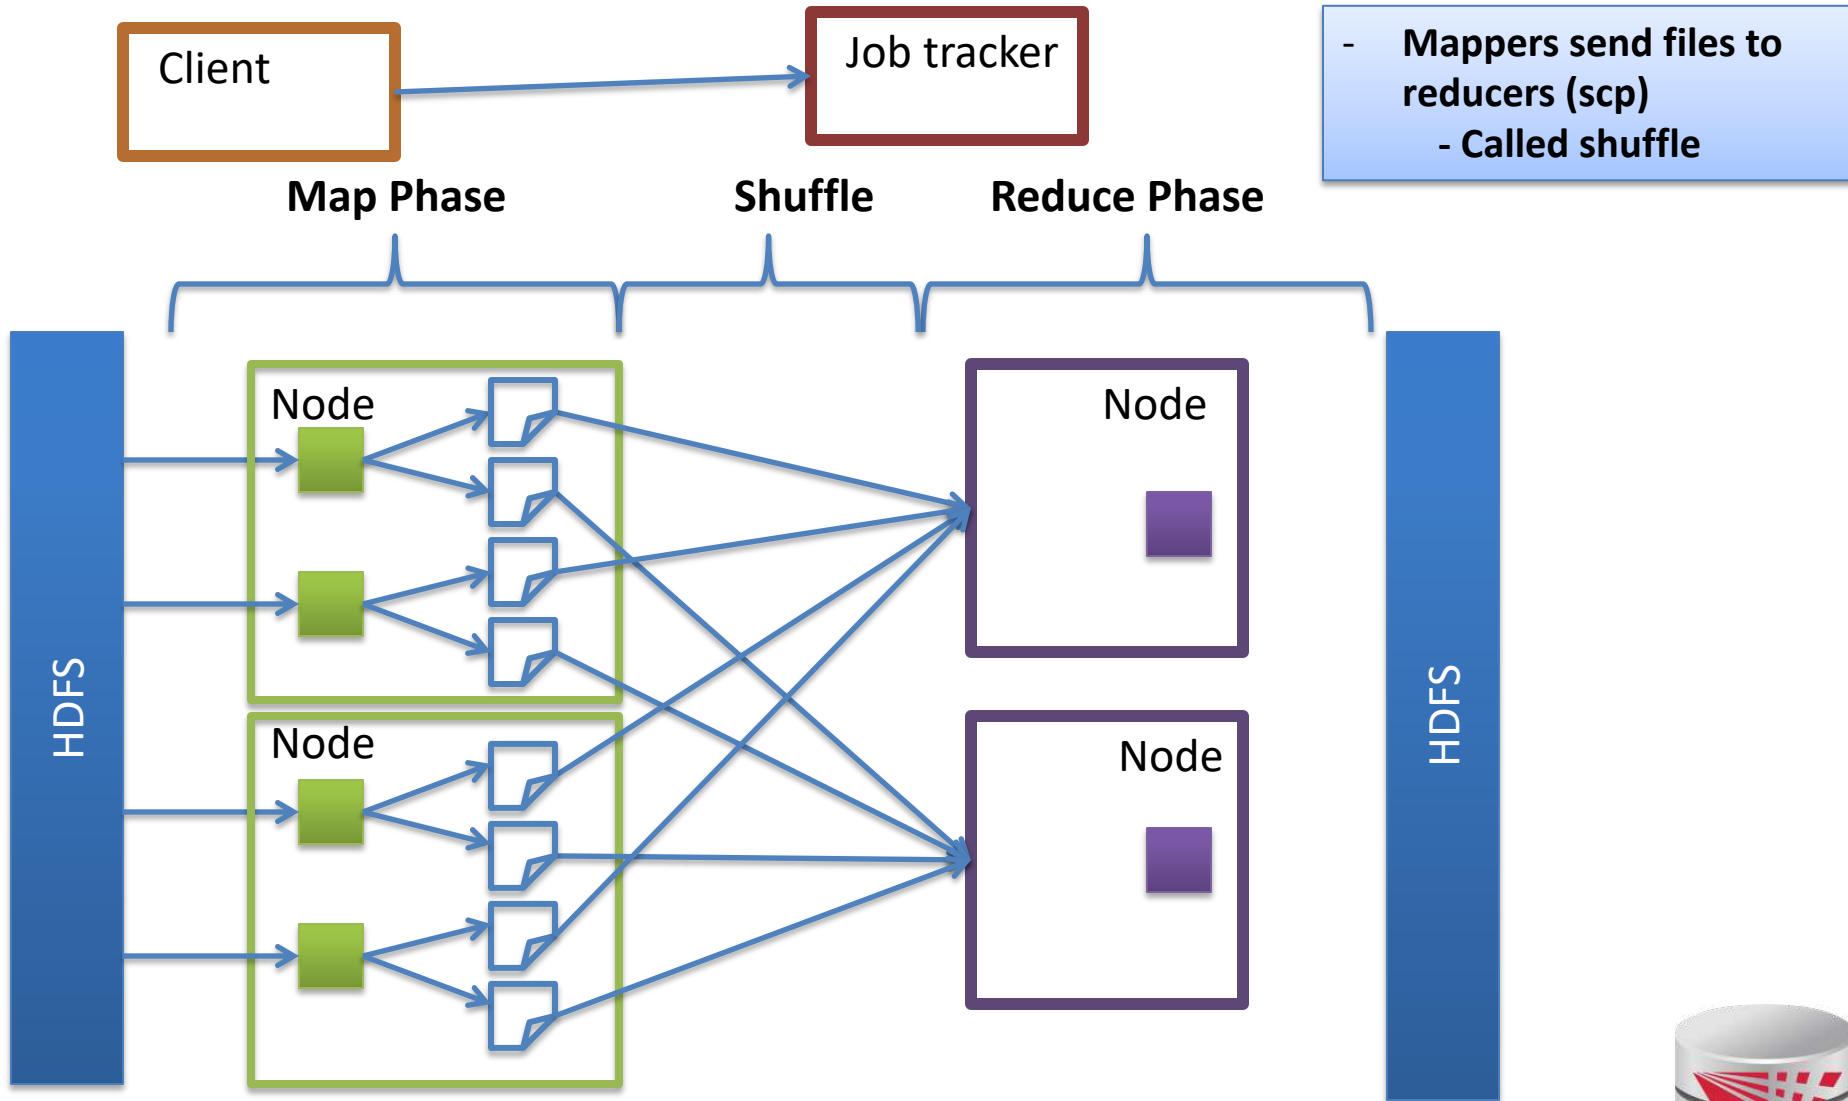 Client
Job tracker
- Mappers send files to
reducers (scp)
- Called shuffle
Map Phase
Shuffle
Reduce Phase
Node
Node
Node
Node
HDFS
HDFS